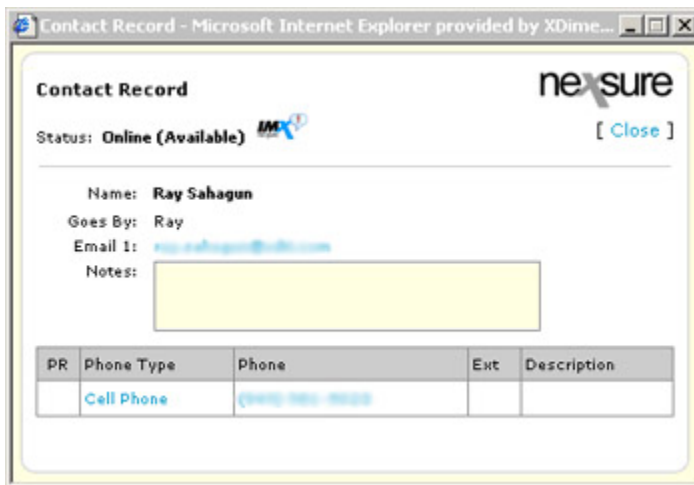 Contact Record - Microsoft Internet Explorer provided by XDime...
Contact Record
nexsure
Status: Online (Available) IMX
[ Close ]
Name: Ray Sahagun
Goes By: Ray
Email 1:
Notes:
PR Phone Type Phone Ext Description
Cell Phone